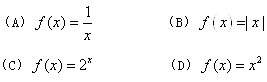 (A) f(x)=1/x (B) f(x)=|x|
(C) f(x)=2^x (D) f(x)=x^2